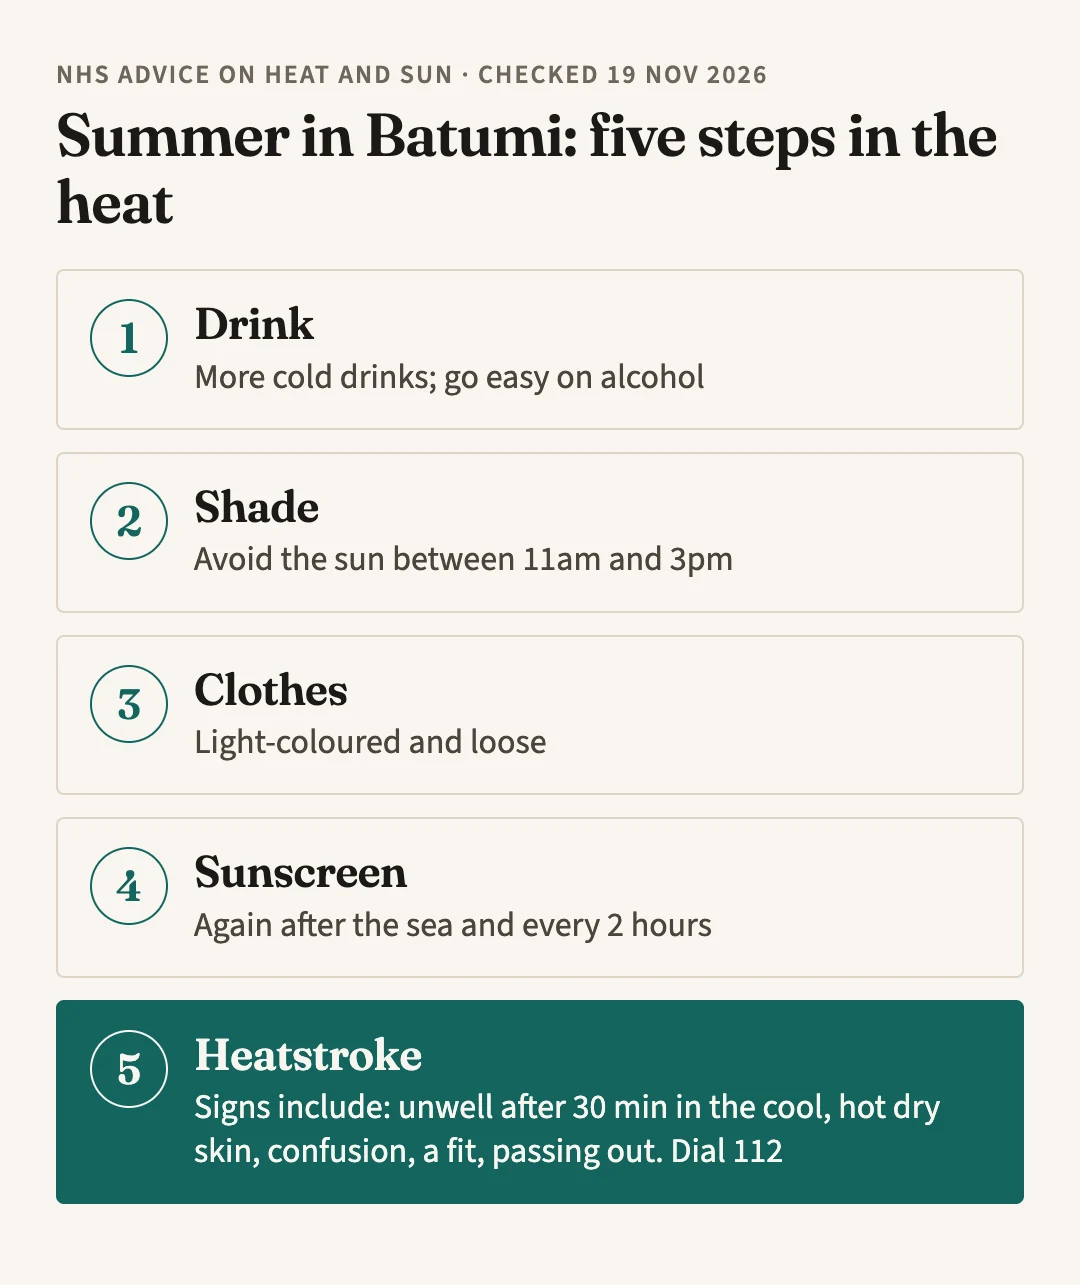 NHS ADVICE ON HEAT AND SUN · CHECKED 19 NOV 2026
Summer in Batumi: five steps in the
heat
1
Drink
More cold drinks; go easy on alcohol
2
Shade
Avoid the sun between 11am and 3pm
3
Clothes
Light-coloured and loose
4
Sunscreen
Again after the sea and every 2 hours
5
Heatstroke
Signs include: unwell after 30 min in the cool, hot dry
skin, confusion, a fit, passing out. Dial 112